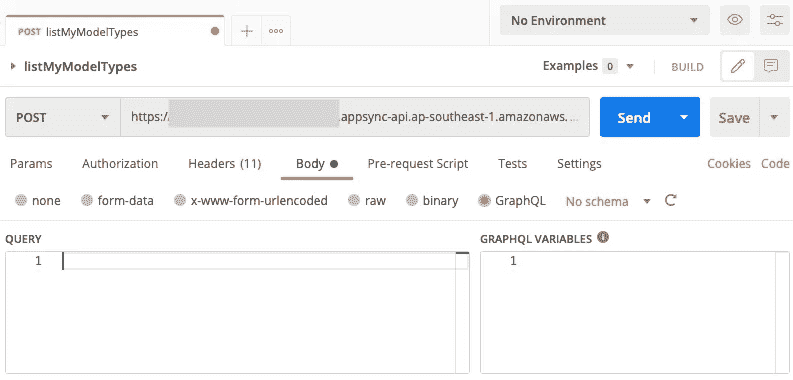 POST listMyModelTypes
No Environment
listMyModelTypes
Examples 0
BUILD
POST
https://
.appsync-api.ap-southeast-1.amazonaws. ...
Send
Save
Params Authorization Headers (11) Body Pre-request Script Tests Settings Cookies Code
none form-data x-www-form-urlencoded raw binary GraphQL No schema
QUERY
GRAPHQL VARIABLES
1
1